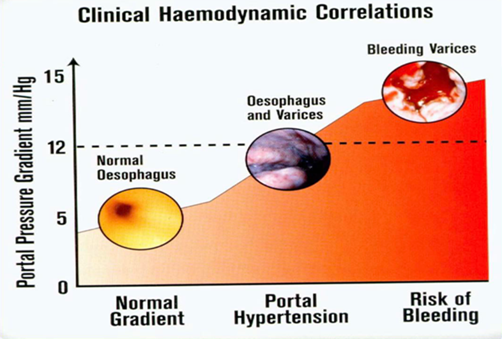 Clinical Haemodynamic Correlations
Portal Pressure Gradient mm/Hg
15
12
5
0
Bleeding Varices
Oesophagus
and Varices
Normal
Oesophagus
Normal
Gradient
Portal
Hypertension
Risk of
Bleeding